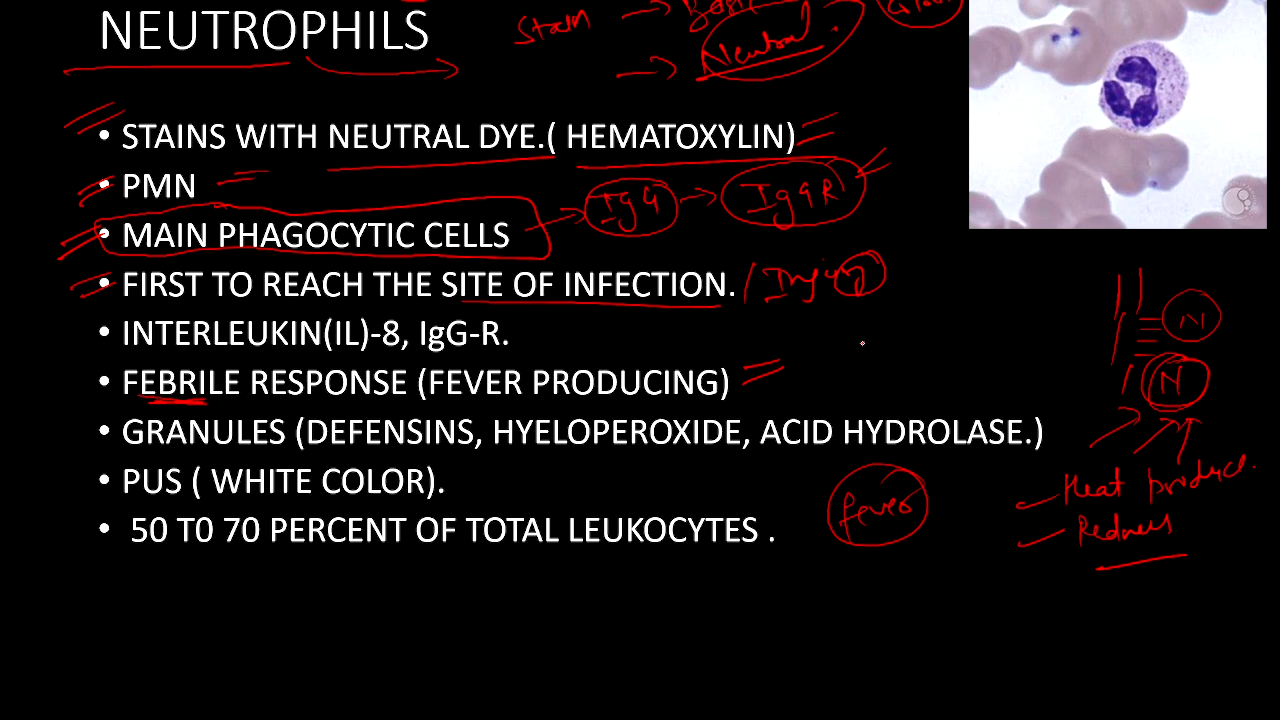 NEUTROPHILS
Stain → 
→ Neutral
• STAINS WITH NEUTRAL DYE.( HEMATOXYLIN)
• PMN
• MAIN PHAGOCYTIC CELLS → IgG → IgGR
• FIRST TO REACH THE SITE OF INFECTION. / Injury
• INTERLEUKIN(IL)-8, IgG-R.
• FEBRILE RESPONSE (FEVER PRODUCING)
• GRANULES (DEFENSINS, HYELOPEROXIDE, ACID HYDROLASE.)
• PUS ( WHITE COLOR).
• 50 T0 70 PERCENT OF TOTAL LEUKOCYTES .
N
N
Heat produce.
Redness
fever